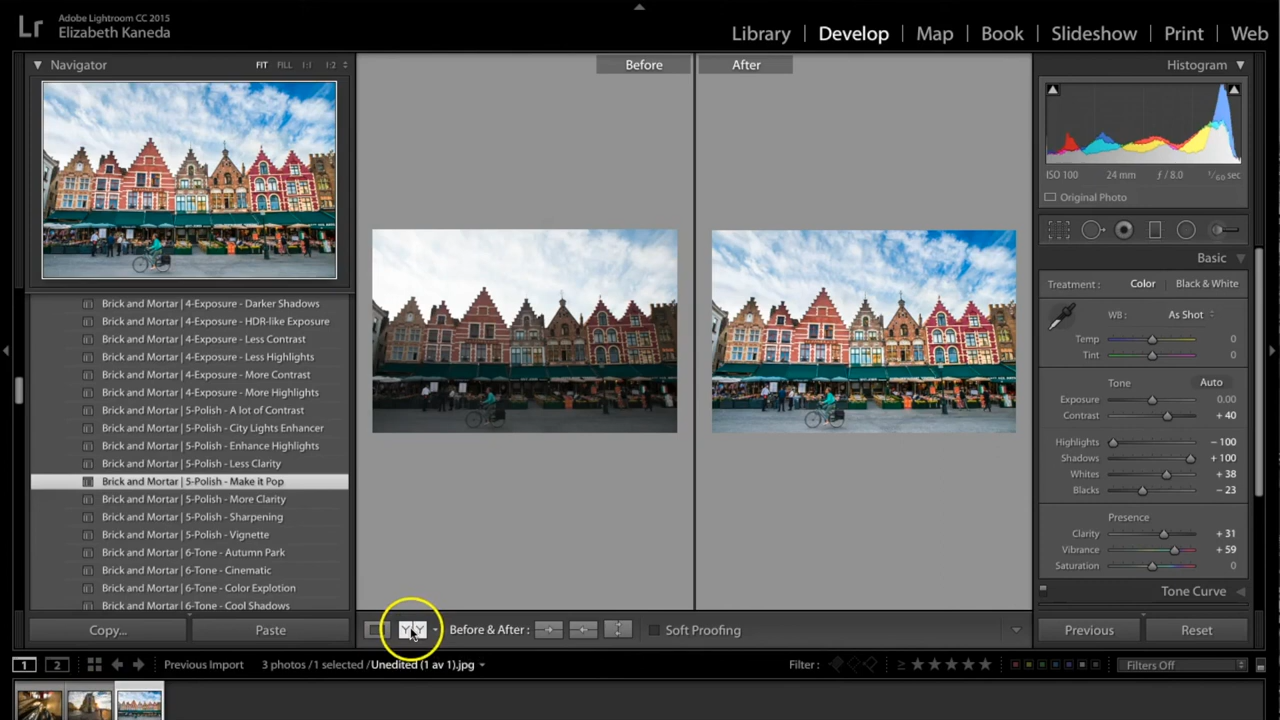 Lr
Adobe Lightroom CC 2015
Elizabeth Kaneda
Library | Develop | Map | Book | Slideshow | Print | Web
Navigator FIT FILL 1:1 1:2
Brick and Mortar | 4-Exposure - Darker Shadows
Brick and Mortar | 4-Exposure - HDR-like Exposure
Brick and Mortar | 4-Exposure - Less Contrast
Brick and Mortar | 4-Exposure - Less Highlights
Brick and Mortar | 4-Exposure - More Contrast
Brick and Mortar | 4-Exposure - More Highlights
Brick and Mortar | 5-Polish - A lot of Contrast
Brick and Mortar | 5-Polish - City Lights Enhancer
Brick and Mortar | 5-Polish - Enhance Highlights
Brick and Mortar | 5-Polish - Less Clarity
Brick and Mortar | 5-Polish - Make it Pop
Brick and Mortar | 5-Polish - More Clarity
Brick and Mortar | 5-Polish - Sharpening
Brick and Mortar | 5-Polish - Vignette
Brick and Mortar | 6-Tone - Autumn Park
Brick and Mortar | 6-Tone - Cinematic
Brick and Mortar | 6-Tone - Color Explotion
Brick and Mortar | 6-Tone - Cool Shadows
Copy... Paste
Before After
Y Y Before & After : Soft Proofing
Histogram
ISO 100 24 mm ƒ / 8.0 1/60 sec
Original Photo
Basic
Treatment : Color | Black & White
WB : As Shot
Temp 0
Tint 0
Tone Auto
Exposure 0.00
Contrast + 40
Highlights − 100
Shadows + 100
Whites + 38
Blacks − 23
Presence
Clarity + 31
Vibrance + 59
Saturation 0
Tone Curve
Previous Reset
1 2 Previous Import 3 photos / 1 selected / Unedited (1 av 1).jpg Filter : ≥ Filters Off